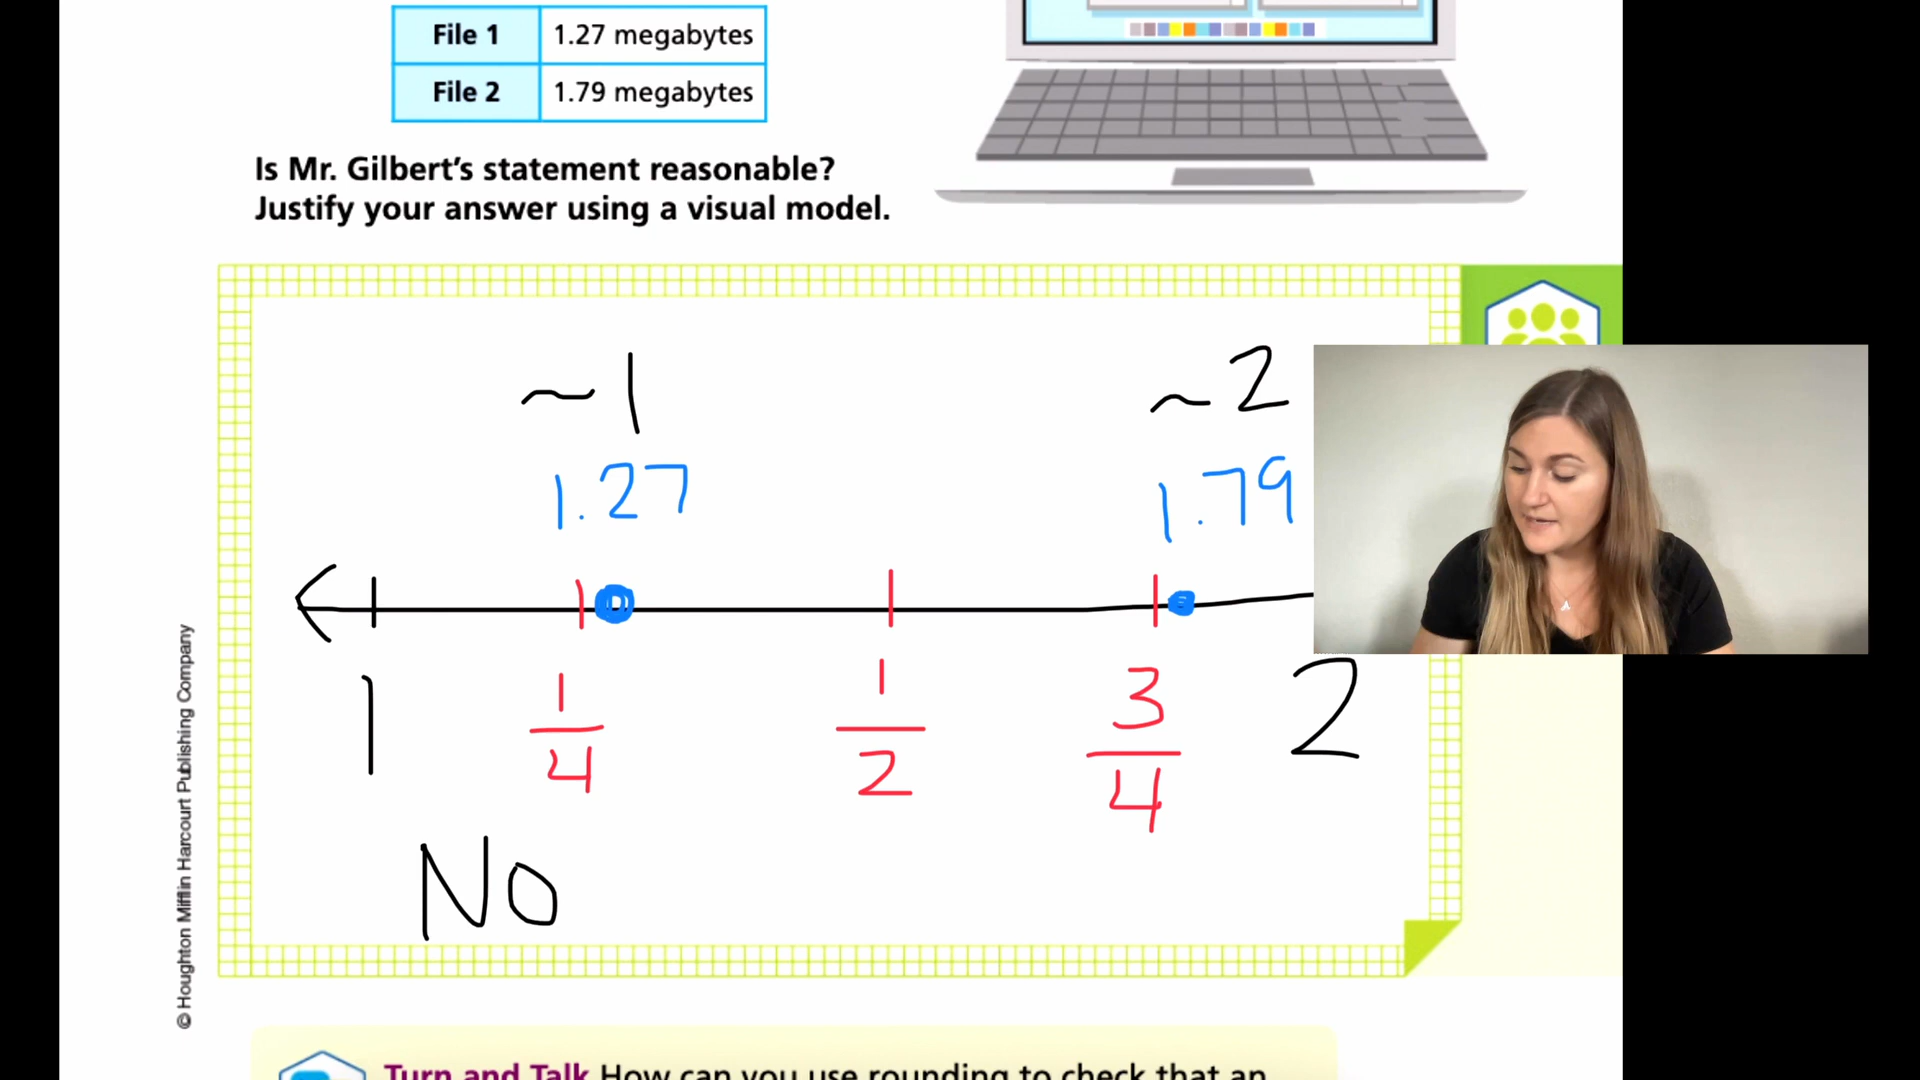 File 1 1.27 megabytes
File 2 1.79 megabytes
Is Mr. Gilbert's statement reasonable?
Justify your answer using a visual model.
~1 ~2
1.27 1.79
1 1/4 1/2 3/4 2
NO
© Houghton Mifflin Harcourt Publishing Company
Turn and Talk How can you use rounding to check that an